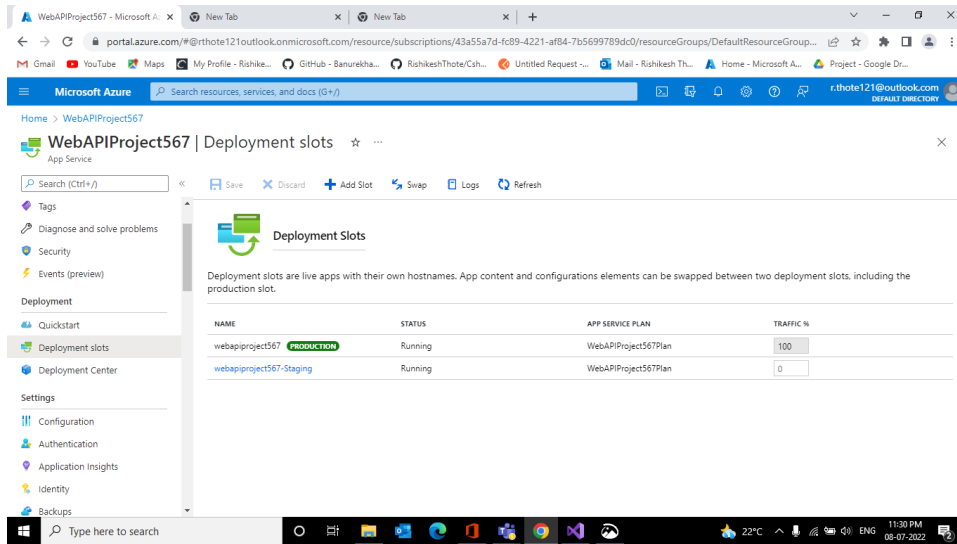 WebAPIProject567 - Microsoft A
New Tab
New Tab
portal.azure.com/#@rthote121outlook.onmicrosoft.com/resource/subscriptions/43a55a7d-fc89-4221-af84-7b5699789dc0/resourceGroups/DefaultResourceGroup...
Gmail YouTube Maps My Profile - Rishike... GitHub - Banurekha... RishikeshThote/Csh... Untitled Request -... Mail - Rishikesh Th... Home - Microsoft A... Project - Google Dr...
Microsoft Azure Search resources, services, and docs (G+/) r.thote121@outlook.com
DEFAULT DIRECTORY
Home > WebAPIProject567
WebAPIProject567 | Deployment slots ...
App Service
Search (Ctrl+/) « Save Discard Add Slot Swap Logs Refresh
Tags
Diagnose and solve problems
Security
Events (preview)
Deployment
Quickstart
Deployment slots
Deployment Center
Settings
Configuration
Authentication
Application Insights
Identity
Backups
Deployment Slots
Deployment slots are live apps with their own hostnames. App content and configurations elements can be swapped between two deployment slots, including the
production slot.
NAME STATUS APP SERVICE PLAN TRAFFIC %
webapiproject567 PRODUCTION Running WebAPIProject567Plan 100
webapiproject567-Staging Running WebAPIProject567Plan 0
Type here to search 22°C ENG 11:30 PM
08-07-2022 2